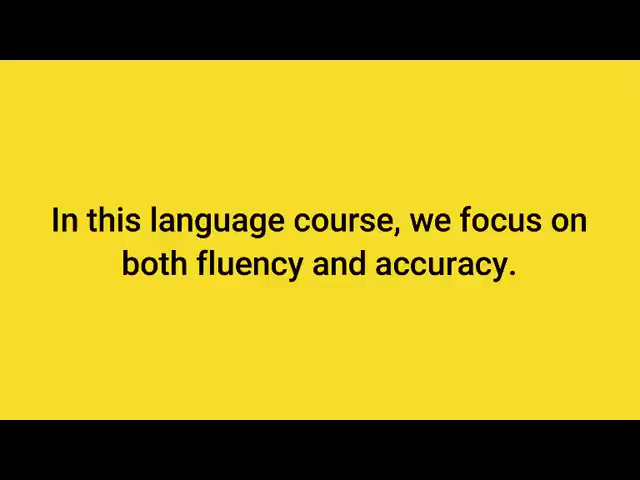 In this language course, we focus on
both fluency and accuracy.